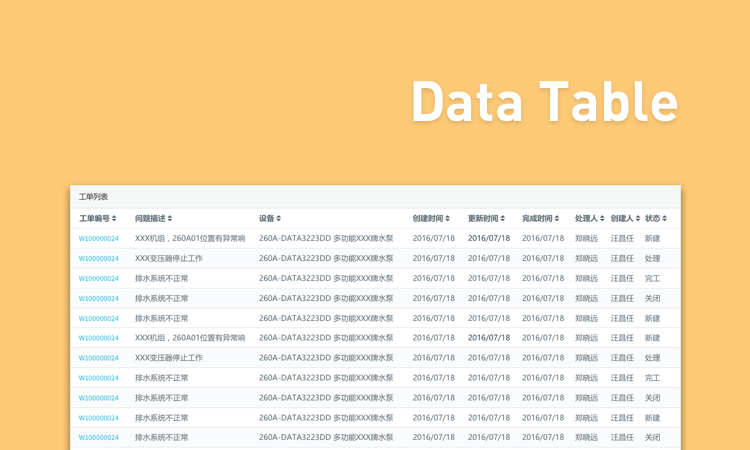 Data Table
工单列表
工单编号 问题描述 设备 创建时间 更新时间 完成时间 处理人 创建人 状态
W100000024 XXX机组，260A01位置有异常响 260A-DATA3223DD 多功能XXX牌水泵 2016/07/18 2016/07/18 2016/07/18 郑晓远 汪昌任 新建
W100000024 XXX变压器停止工作 260A-DATA3223DD 多功能XXX牌水泵 2016/07/18 2016/07/18 2016/07/18 郑晓远 汪昌任 处理
W100000024 排水系统不正常 260A-DATA3223DD 多功能XXX牌水泵 2016/07/18 2016/07/18 2016/07/18 郑晓远 汪昌任 完工
W100000024 排水系统不正常 260A-DATA3223DD 多功能XXX牌水泵 2016/07/18 2016/07/18 2016/07/18 郑晓远 汪昌任 关闭
W100000024 排水系统不正常 260A-DATA3223DD 多功能XXX牌水泵 2016/07/18 2016/07/18 2016/07/18 郑晓远 汪昌任 新建
W100000024 XXX机组，260A01位置有异常响 260A-DATA3223DD 多功能XXX牌水泵 2016/07/18 2016/07/18 2016/07/18 郑晓远 汪昌任 新建
W100000024 XXX变压器停止工作 260A-DATA3223DD 多功能XXX牌水泵 2016/07/18 2016/07/18 2016/07/18 郑晓远 汪昌任 处理
W100000024 排水系统不正常 260A-DATA3223DD 多功能XXX牌水泵 2016/07/18 2016/07/18 2016/07/18 郑晓远 汪昌任 完工
W100000024 排水系统不正常 260A-DATA3223DD 多功能XXX牌水泵 2016/07/18 2016/07/18 2016/07/18 郑晓远 汪昌任 关闭
W100000024 排水系统不正常 260A-DATA3223DD 多功能XXX牌水泵 2016/07/18 2016/07/18 2016/07/18 郑晓远 汪昌任 新建
W100000024 排水系统不正常 260A-DATA3223DD 多功能XXX牌水泵 2016/07/18 2016/07/18 2016/07/18 郑晓远 汪昌任 关闭